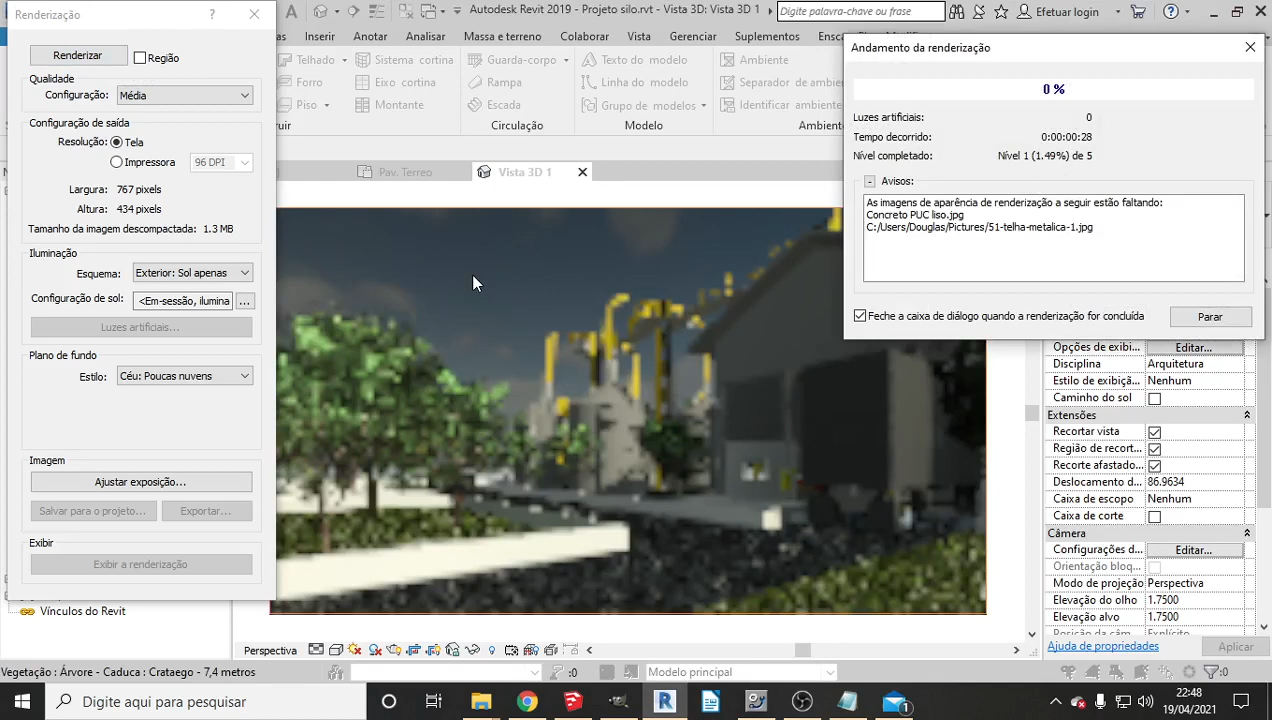 Renderização
?
Autodesk Revit 2019 - Projeto silo.rvt - Vista 3D: Vista 3D 1
Digite palavra-chave ou frase
Efetuar login
Inserir
Anotar
Analisar
Massa e terreno
Colaborar
Vista
Gerenciar
Suplementos
Telhado
Sistema cortina
Guarda-corpo
Texto do modelo
Ambiente
Forro
Eixo cortina
Rampa
Linha do modelo
Separador de
Piso
Montante
Escada
Grupo de modelos
Identificar
Circulação
Modelo
Pav. Terreo
Vista 3D 1
Renderizar
Região
Qualidade
Configuração:
Média
Configuração de saída
Resolução:
Tela
Impressora
96 DPI
Largura:
767 pixels
Altura:
434 pixels
Tamanho da imagem descompactada:
1.3 MB
Iluminação
Esquema:
Exterior: Sol apenas
Configuração de sol:
<Em-sessão, ilumina
...
Luzes artificiais...
Plano de fundo
Estilo:
Céu: Poucas nuvens
Imagem
Ajustar exposição...
Salvar para o projeto...
Exportar...
Exibir
Exibir a renderização
Vínculos do Revit
Andamento da renderização
0 %
Luzes artificiais:
0
Tempo decorrido:
0:00:00:28
Nível completado:
Nível 1 (1.49%) de 5
Avisos:
As imagens de aparência de renderização a seguir estão faltando:
Concreto PUC liso.jpg
C:/Users/Douglas/Pictures/51-telha-metalica-1.jpg
Feche a caixa de diálogo quando a renderização for concluída
Parar
Opções de exibi...
Editar...
Disciplina
Arquitetura
Estilo de exibição...
Nenhum
Caminho do sol
Extensões
Recortar vista
Região de recort...
Recorte afastado...
Deslocamento d...
86.9634
Caixa de escopo
Nenhum
Caixa de corte
Câmera
Configurações d...
Editar...
Orientação bloq...
Modo de projeção
Perspectiva
Elevação do olho
1.7500
Elevação alvo
1.7500
Ajuda de propriedades
Aplicar
Perspectiva
Vegetação : Árvore - Caduca : Crataego - 7,4 metros
:0
Modelo principal
:0
Digite aqui para pesquisar
1
22:48
19/04/2021